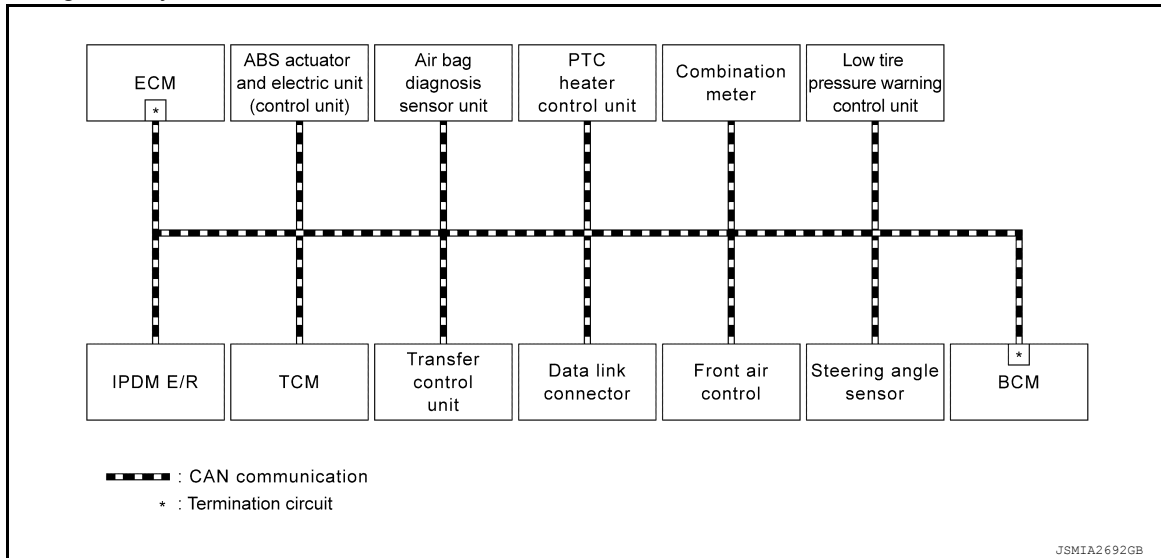 ECM
*
ABS actuator
and electric unit
(control unit)
Air bag
diagnosis
sensor unit
PTC
heater
control unit
Combination
meter
Low tire
pressure warning
control unit
IPDM E/R
TCM
Transfer
control
unit
Data link
connector
Front air
control
Steering angle
sensor
*
BCM
: CAN communication
* : Termination circuit
JSMIA2692GB